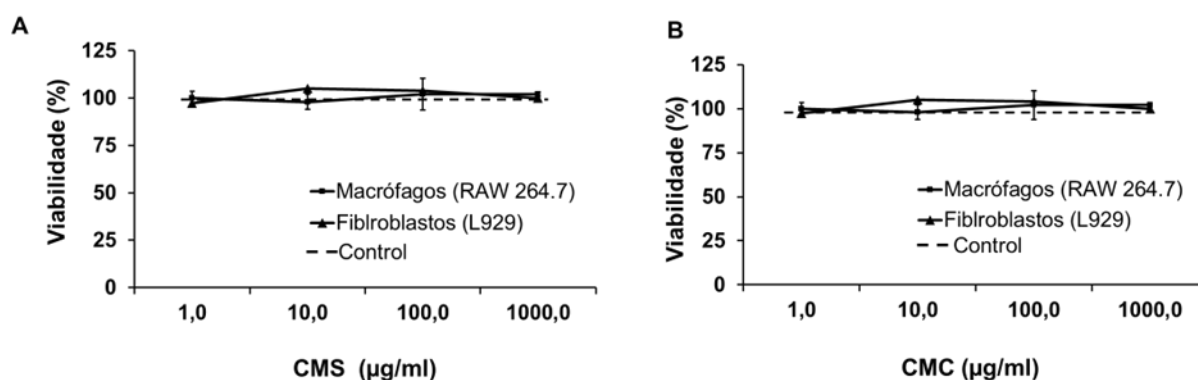 A
Viabilidade (%)
125
100
75
50
25
0
Macrófagos (RAW 264.7)
Fiblroblastos (L929)
Control
1,0 10,0 100,0 1000,0
CMS (µg/ml)
B
Viabilidade (%)
125
100
75
50
25
0
Macrófagos (RAW 264.7)
Fiblroblastos (L929)
Control
1,0 10,0 100,0 1000,0
CMC (µg/ml)